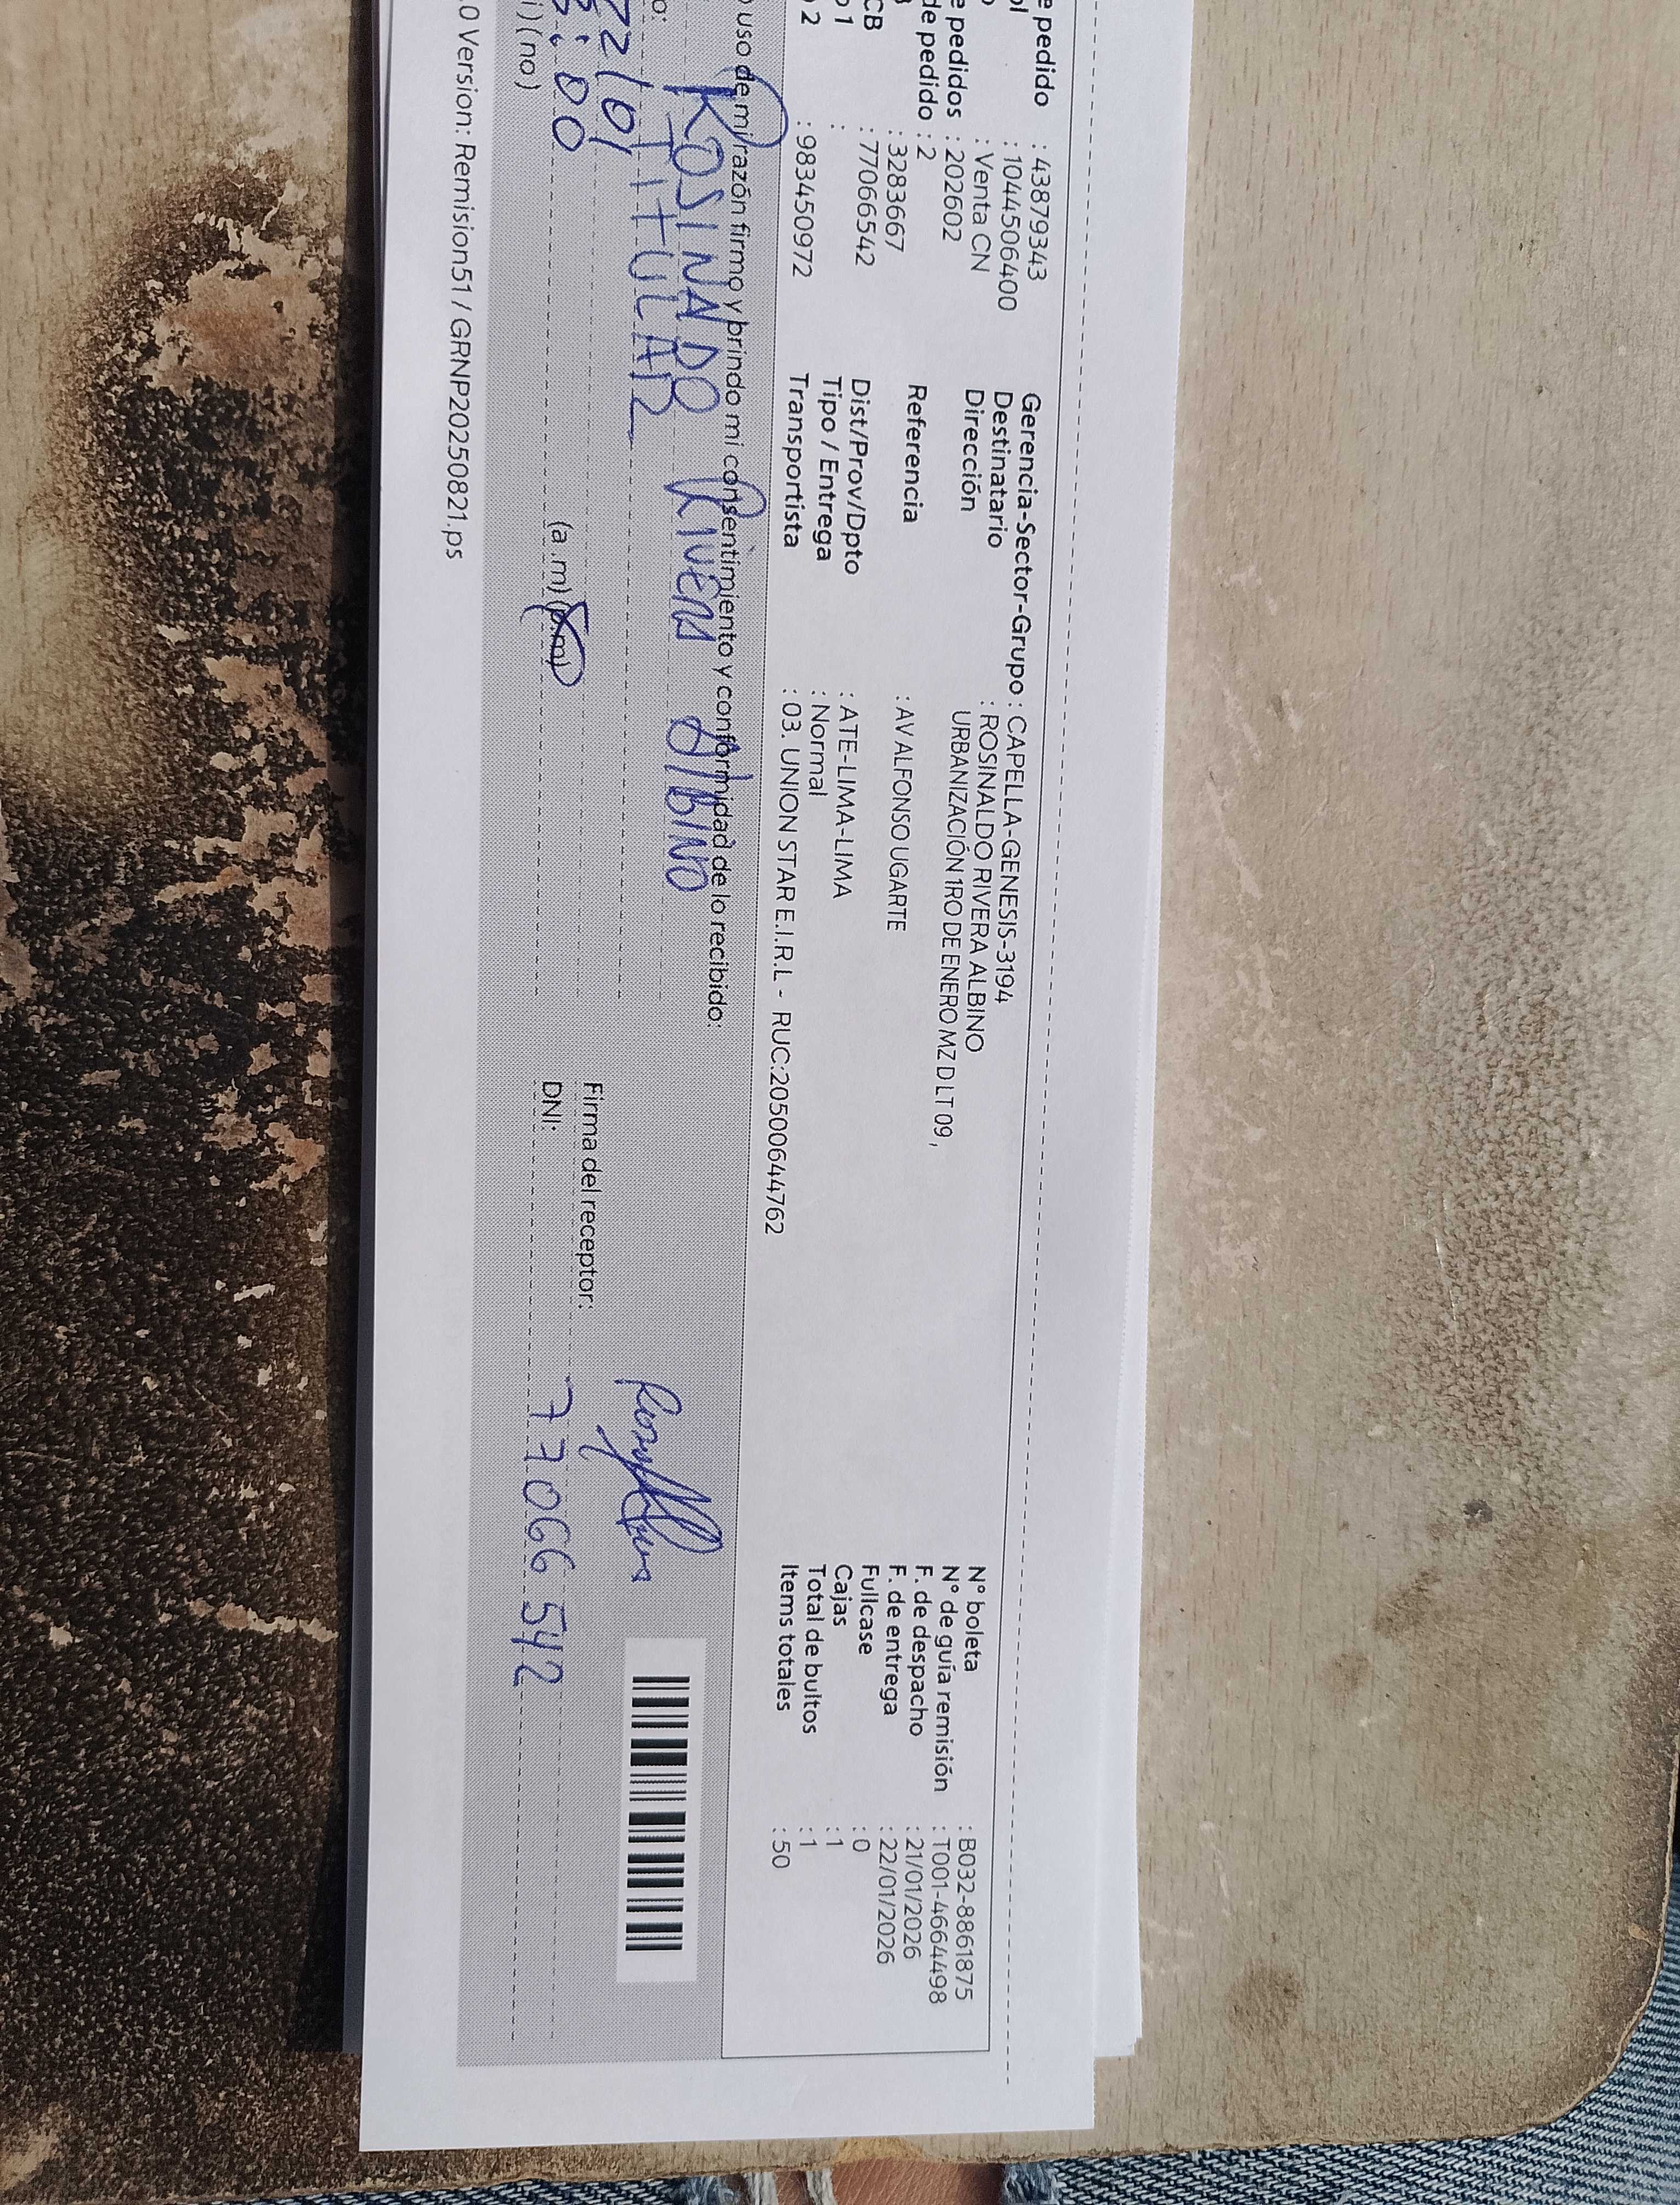 e pedido : 43879343
: 1044506400
: Venta CN
e pedidos : 202602
de pedido : 2
: 3283667
CB : 77066542
:
2 : 983450972
Gerencia-Sector-Grupo : CAPELLA-GENESIS-3194
Destinatario : ROSINALDO RIVERA ALBINO
Dirección URBANIZACIÓN 1RO DE ENERO MZ D LT 09 ,
Referencia : AV ALFONSO UGARTE
Dist/Prov/Dpto : ATE-LIMA-LIMA
Tipo / Entrega : Normal
Transportista : 03. UNION STAR E.I.R.L - RUC:20500644762
N° boleta : B032-8861875
N° de guía remisión : T001-4664498
F. de despacho : 21/01/2026
F. de entrega : 22/01/2026
Fullcase : 0
Cajas : 1
Total de bultos : 1
Items totales : 50
uso de mi razón firmo y brindo mi consentimiento y conformidad de lo recibido:
ROSINALDO Rivera Albino
o: TITULAR
22/01
:00 (a.m) (p.m)
i) (no)
Firma del receptor:
DNI: 77066542
.0 Version: Remision51 / GRNP20250821.ps